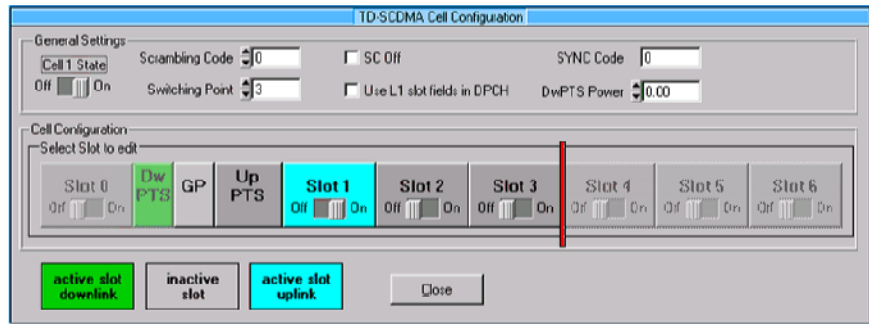 TD-SCDMA Cell Configuration
General Settings
Cell 1 State
Off On
Scrambling Code 0
Switching Point 3
SC Off
Use L1 slot fields in DPCH
SYNC Code 0
DwPTS Power 0.00
Cell Configuration
Select Slot to edit
Slot 0
Off On
Dw
PTS
GP
Up
PTS
Slot 1
Off On
Slot 2
Off On
Slot 3
Off On
Slot 4
Off On
Slot 5
Off On
Slot 6
Off On
active slot
downlink
inactive
slot
active slot
uplink
Close